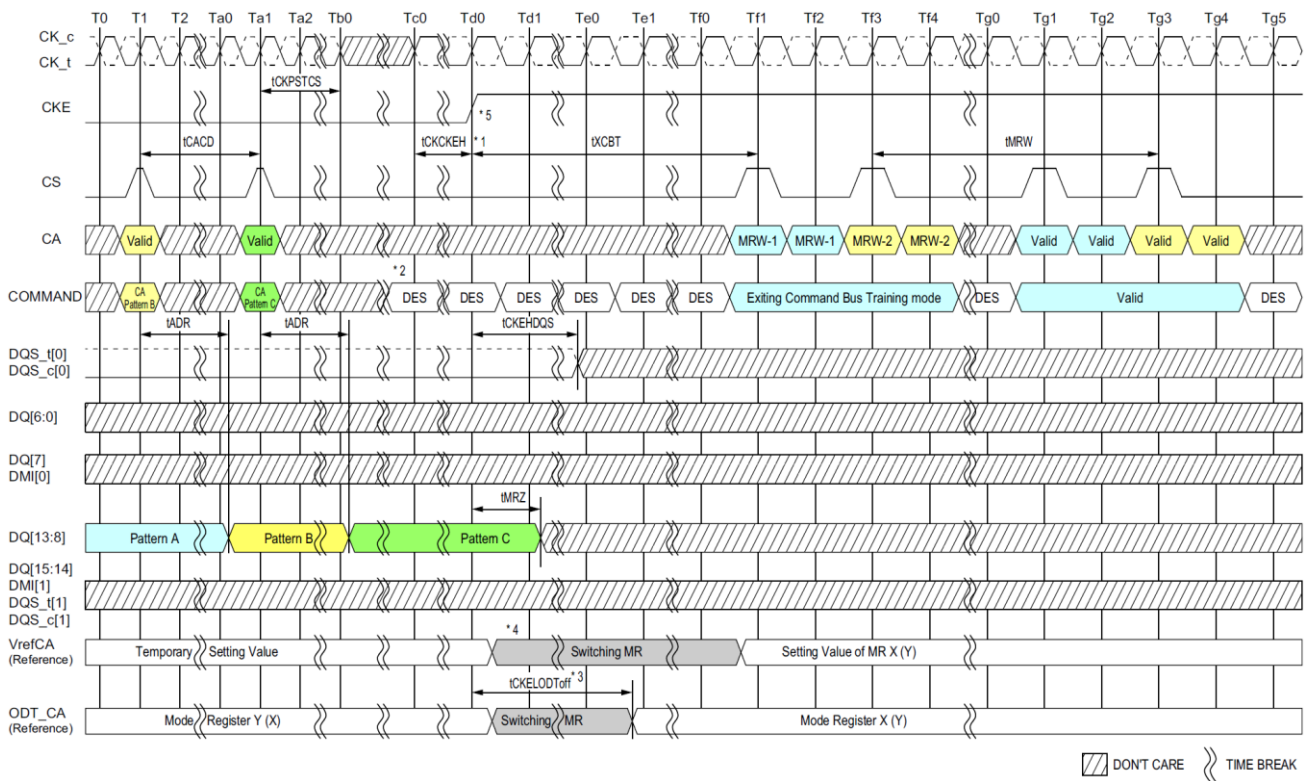 T0 T1 T2 Ta0 Ta1 Ta2 Tb0 Tc0 Td0 Td1 Te0 Te1 Tf0 Tf1 Tf2 Tf3 Tf4 Tg0 Tg1 Tg2 Tg3 Tg4 Tg5
CK_c
CK_t
tCKPSTCS
CKE
* 5
tCACD tCKCKEH * 1 tXCBT tMRW
CS
CA Valid Valid MRW-1 MRW-1 MRW-2 MRW-2 Valid Valid Valid Valid
* 2
COMMAND CA Pattern B CA Pattern C DES DES DES DES DES DES Exiting Command Bus Training mode DES Valid DES
tADR tADR tCKEHDQS
DQS_t[0]
DQS_c[0]
DQ[6:0]
DQ[7]
DMI[0]
tMRZ
DQ[13:8] Pattern A Pattern B Pattern C
DQ[15:14]
DMI[1]
DQS_t[1]
DQS_c[1]
* 4
VrefCA
(Reference) Temporary Setting Value Switching MR Setting Value of MR X (Y)
tCKELODToff * 3
ODT_CA
(Reference) Mode Register Y (X) Switching MR Mode Register X (Y)
DON'T CARE TIME BREAK